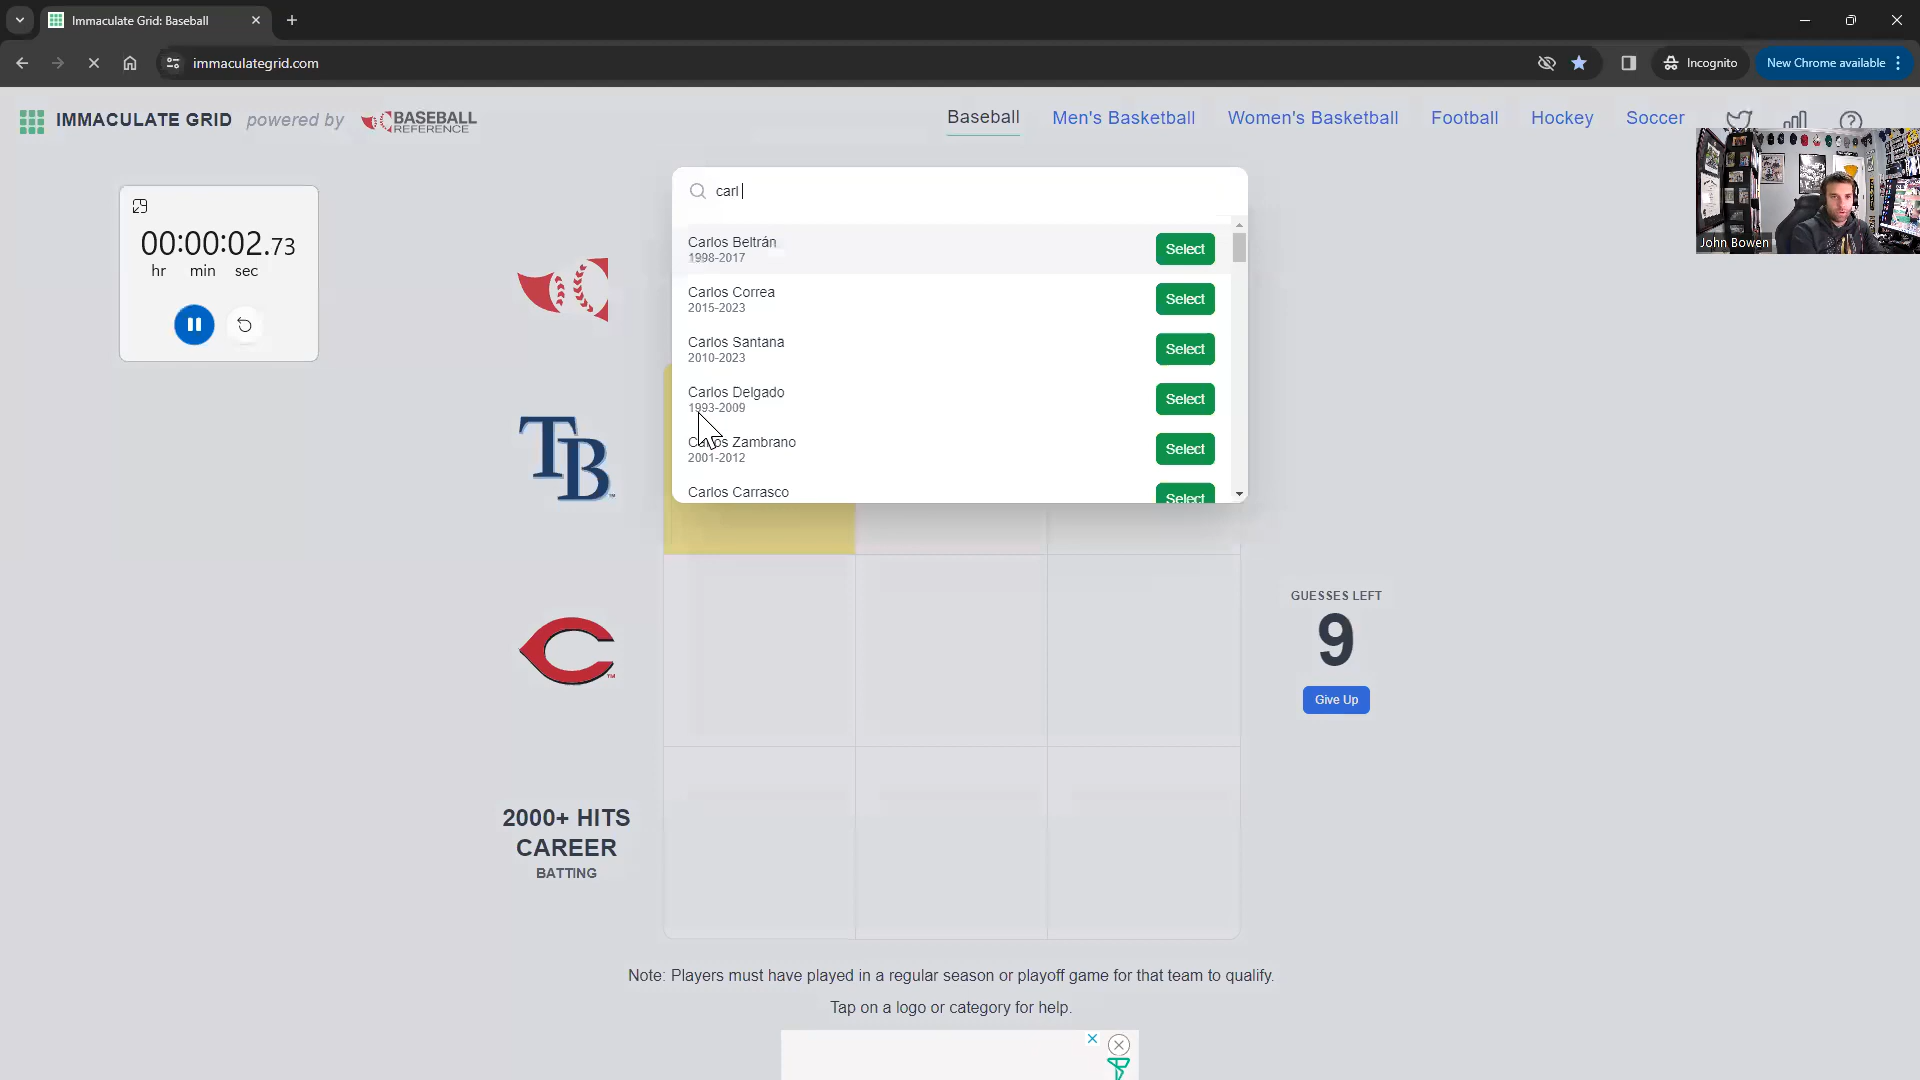 Immaculate Grid: Baseball
immaculategrid.com
Incognito
New Chrome available
IMMACULATE GRID powered by BASEBALL REFERENCE
Baseball
Men's Basketball
Women's Basketball
Football
Hockey
Soccer
00:00:02.73
hr min sec
carl
Carlos Beltrán
1998-2017
Select
Carlos Correa
2015-2023
Select
Carlos Santana
2010-2023
Select
Carlos Delgado
1993-2009
Select
Carlos Zambrano
2001-2012
Select
Carlos Carrasco
Select
John Bowen
TB
C
GUESSES LEFT
9
Give Up
2000+ HITS
CAREER
BATTING
Note: Players must have played in a regular season or playoff game for that team to qualify.
Tap on a logo or category for help.